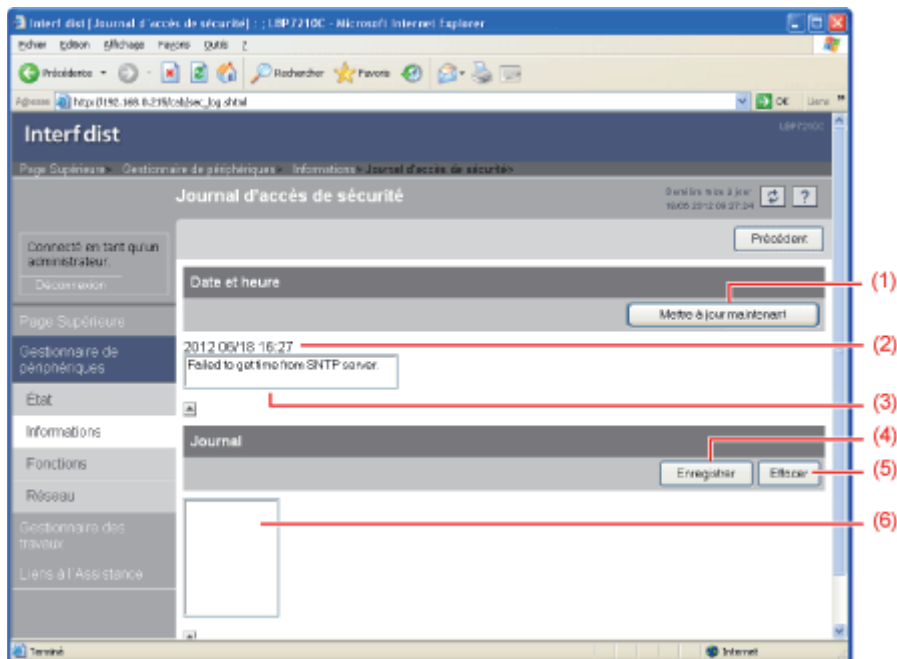 Interf dist [Journal d'accès de sécurité] : ; LBP7210C - Microsoft Internet Explorer
Fichier Edition Affichage Favoris Outils ?
Précédente Rechercher Favoris
Adresse OK Liens
Interf dist
LBP7210C
Page Supérieure> Gestionnaire de périphériques> Informations> Journal d'accès de sécurité>
Journal d'accès de sécurité
Dernière mise à jour
?
Précédent
Connecté en tant qu'un
administrateur.
Déconnexion
Date et heure
Mettre à jour maintenant
(1)
Page Supérieure
Gestionnaire de
périphériques
2012 06/18 16:27
(2)
Failed to get time from SNTP server.
État
(3)
Informations
Journal
(4)
Fonctions
Enregistrer
Effacer
(5)
Réseau
(6)
Gestionnaire des
travaux
Liens à l'Assistance
Terminé
Internet